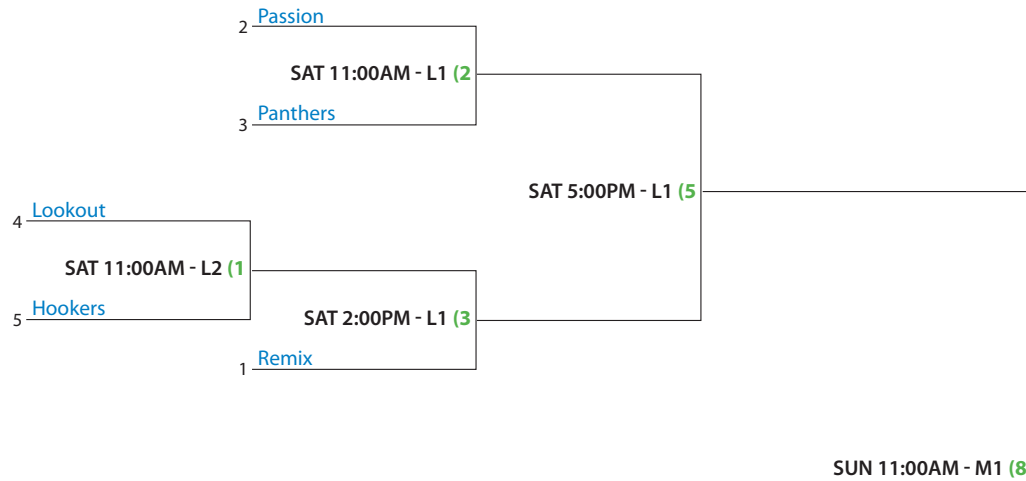 2 Passion
SAT 11:00AM - L1 (2
3 Panthers
SAT 5:00PM - L1 (5
4 Lookout
SAT 11:00AM - L2 (1
5 Hookers
SAT 2:00PM - L1 (3
1 Remix
SUN 11:00AM - M1 (8